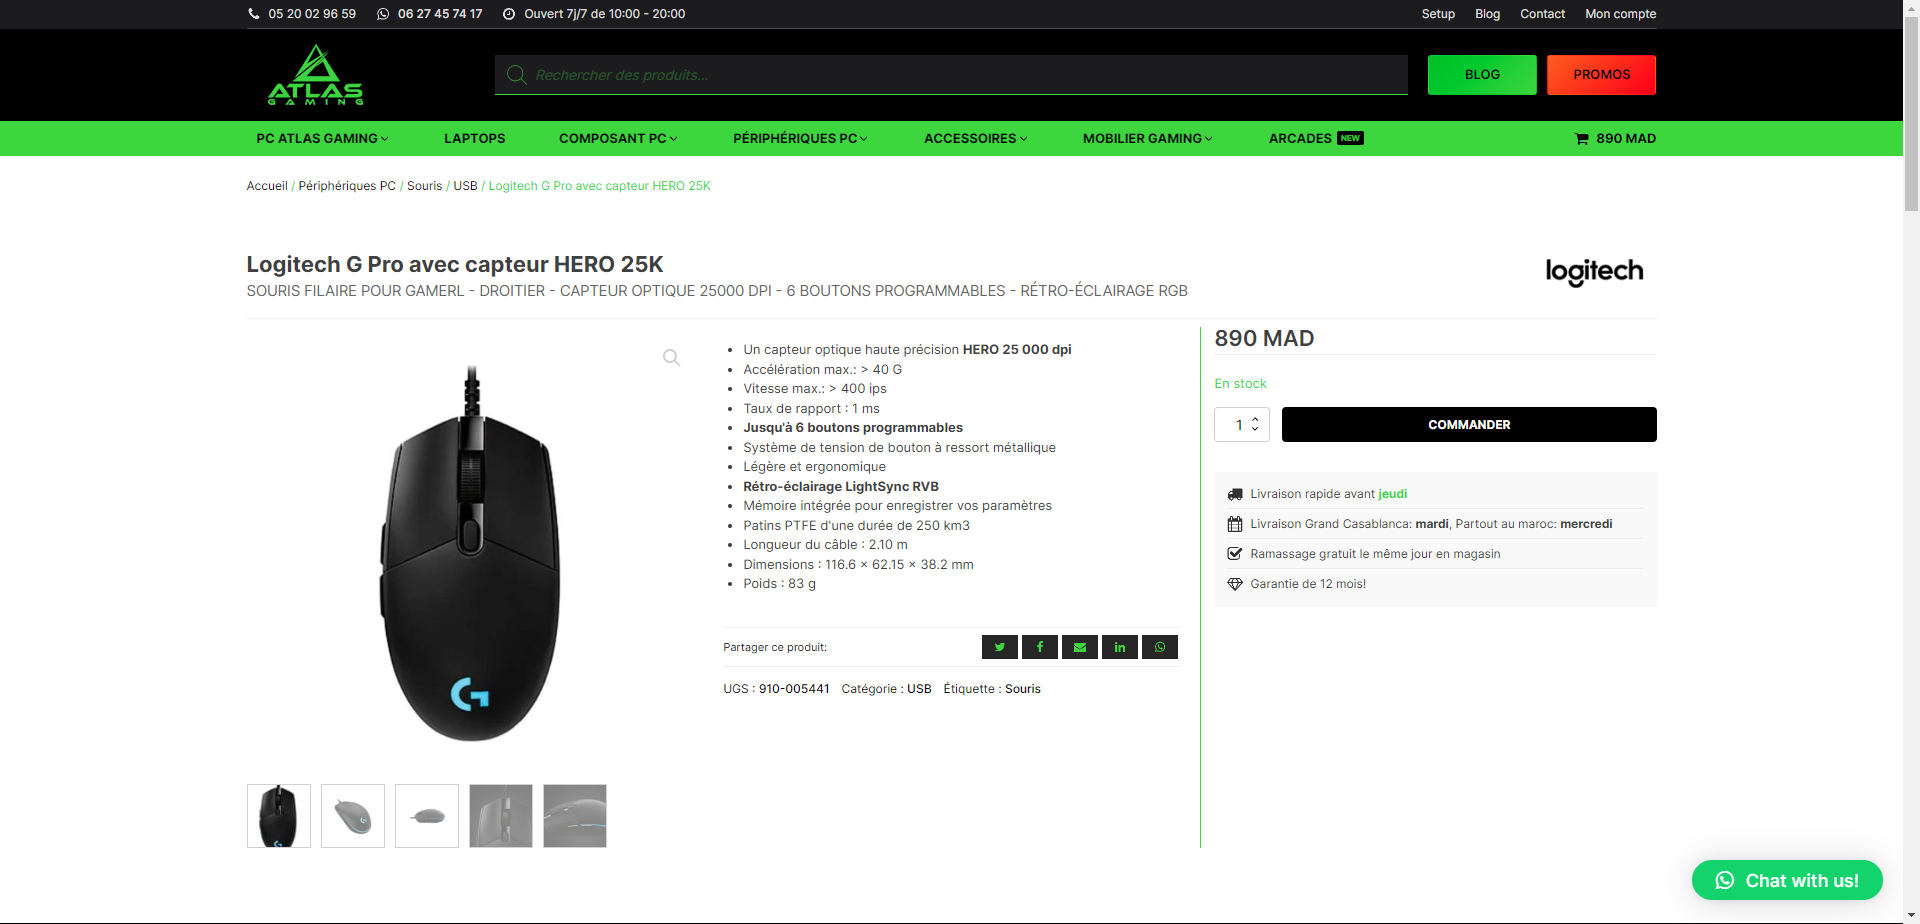 05 20 02 96 59 06 27 45 74 17 Ouvert 7j/7 de 10:00 - 20:00 Setup Blog Contact Mon compte
ATLAS
GAMING
Rechercher des produits...
BLOG PROMOS
PC ATLAS GAMING LAPTOPS COMPOSANT PC PÉRIPHÉRIQUES PC ACCESSOIRES MOBILIER GAMING ARCADES NEW 890 MAD
Accueil / Périphériques PC / Souris / USB / Logitech G Pro avec capteur HERO 25K
Logitech G Pro avec capteur HERO 25K
logitech
SOURIS FILAIRE POUR GAMERL - DROITIER - CAPTEUR OPTIQUE 25000 DPI - 6 BOUTONS PROGRAMMABLES - RÉTRO-ÉCLAIRAGE RGB
Un capteur optique haute précision HERO 25 000 dpi
Accélération max.: > 40 G
Vitesse max.: > 400 ips
Taux de rapport : 1 ms
Jusqu'à 6 boutons programmables
Système de tension de bouton à ressort métallique
Légère et ergonomique
Rétro-éclairage LightSync RVB
Mémoire intégrée pour enregistrer vos paramètres
Patins PTFE d'une durée de 250 km3
Longueur du câble : 2.10 m
Dimensions : 116.6 × 62.15 × 38.2 mm
Poids : 83 g
Partager ce produit:
UGS : 910-005441 Catégorie : USB Étiquette : Souris
890 MAD
En stock
1 COMMANDER
Livraison rapide avant jeudi
Livraison Grand Casablanca: mardi, Partout au maroc: mercredi
Ramassage gratuit le même jour en magasin
Garantie de 12 mois!
Chat with us!